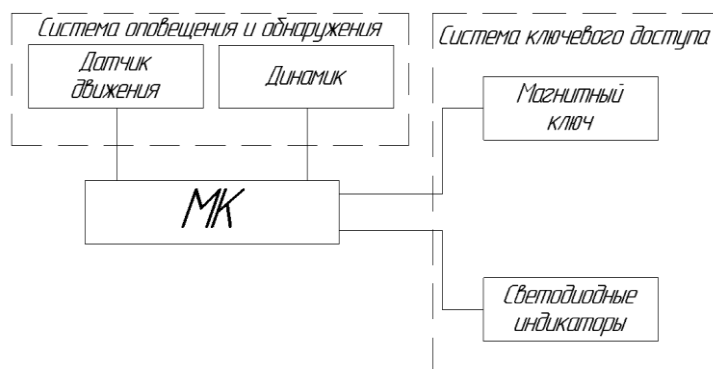 Система оповещения и обнаружения
Датчик
движения
Динамик
Система ключевого доступа
Магнитный
ключ
МК
Светодиодные
индикаторы